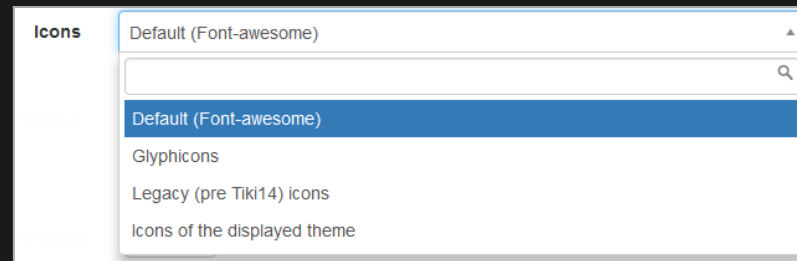 Icons
Default (Font-awesome)
Default (Font-awesome)
Glyphicons
Legacy (pre Tiki14) icons
Icons of the displayed theme